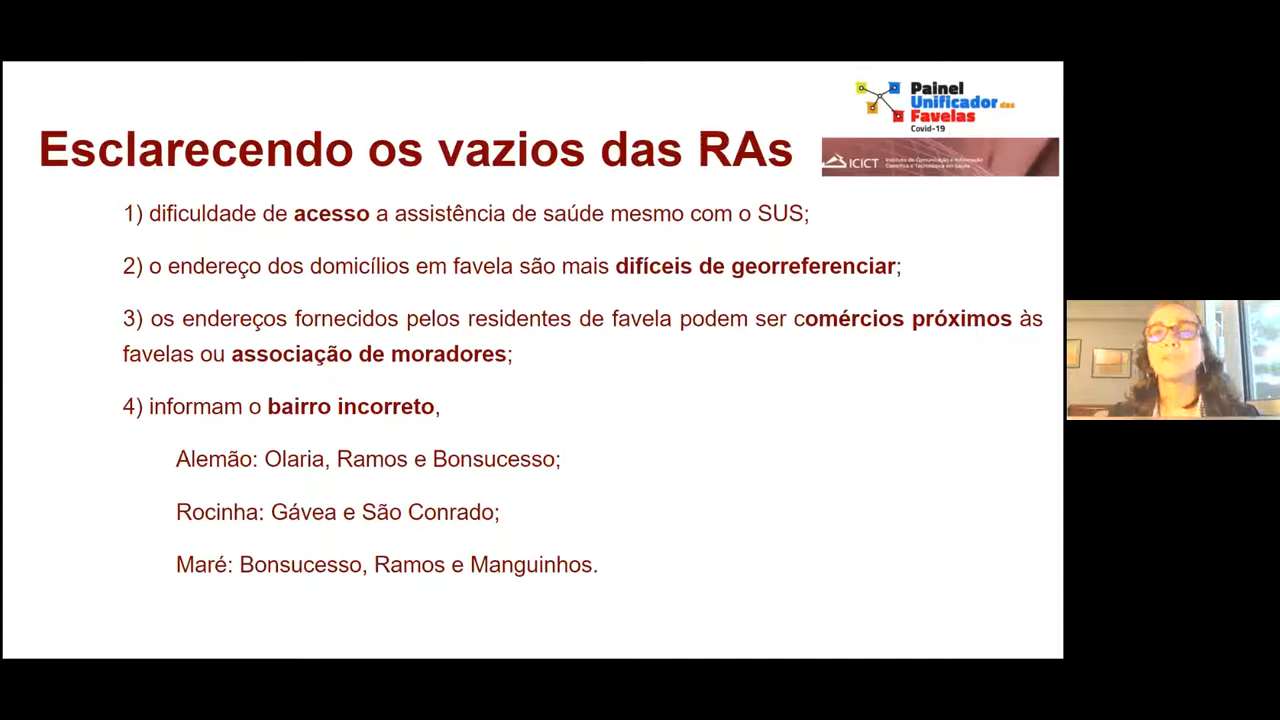 Painel
Unificador das
Favelas
Covid-19
Esclarecendo os vazios das RAs
ICICT Instituto de Comunicação e Informação
Científica e Tecnológica em Saúde
1) dificuldade de acesso a assistência de saúde mesmo com o SUS;
2) o endereço dos domicílios em favela são mais difíceis de georreferenciar;
3) os endereços fornecidos pelos residentes de favela podem ser comércios próximos às
favelas ou associação de moradores;
4) informam o bairro incorreto,
Alemão: Olaria, Ramos e Bonsucesso;
Rocinha: Gávea e São Conrado;
Maré: Bonsucesso, Ramos e Manguinhos.